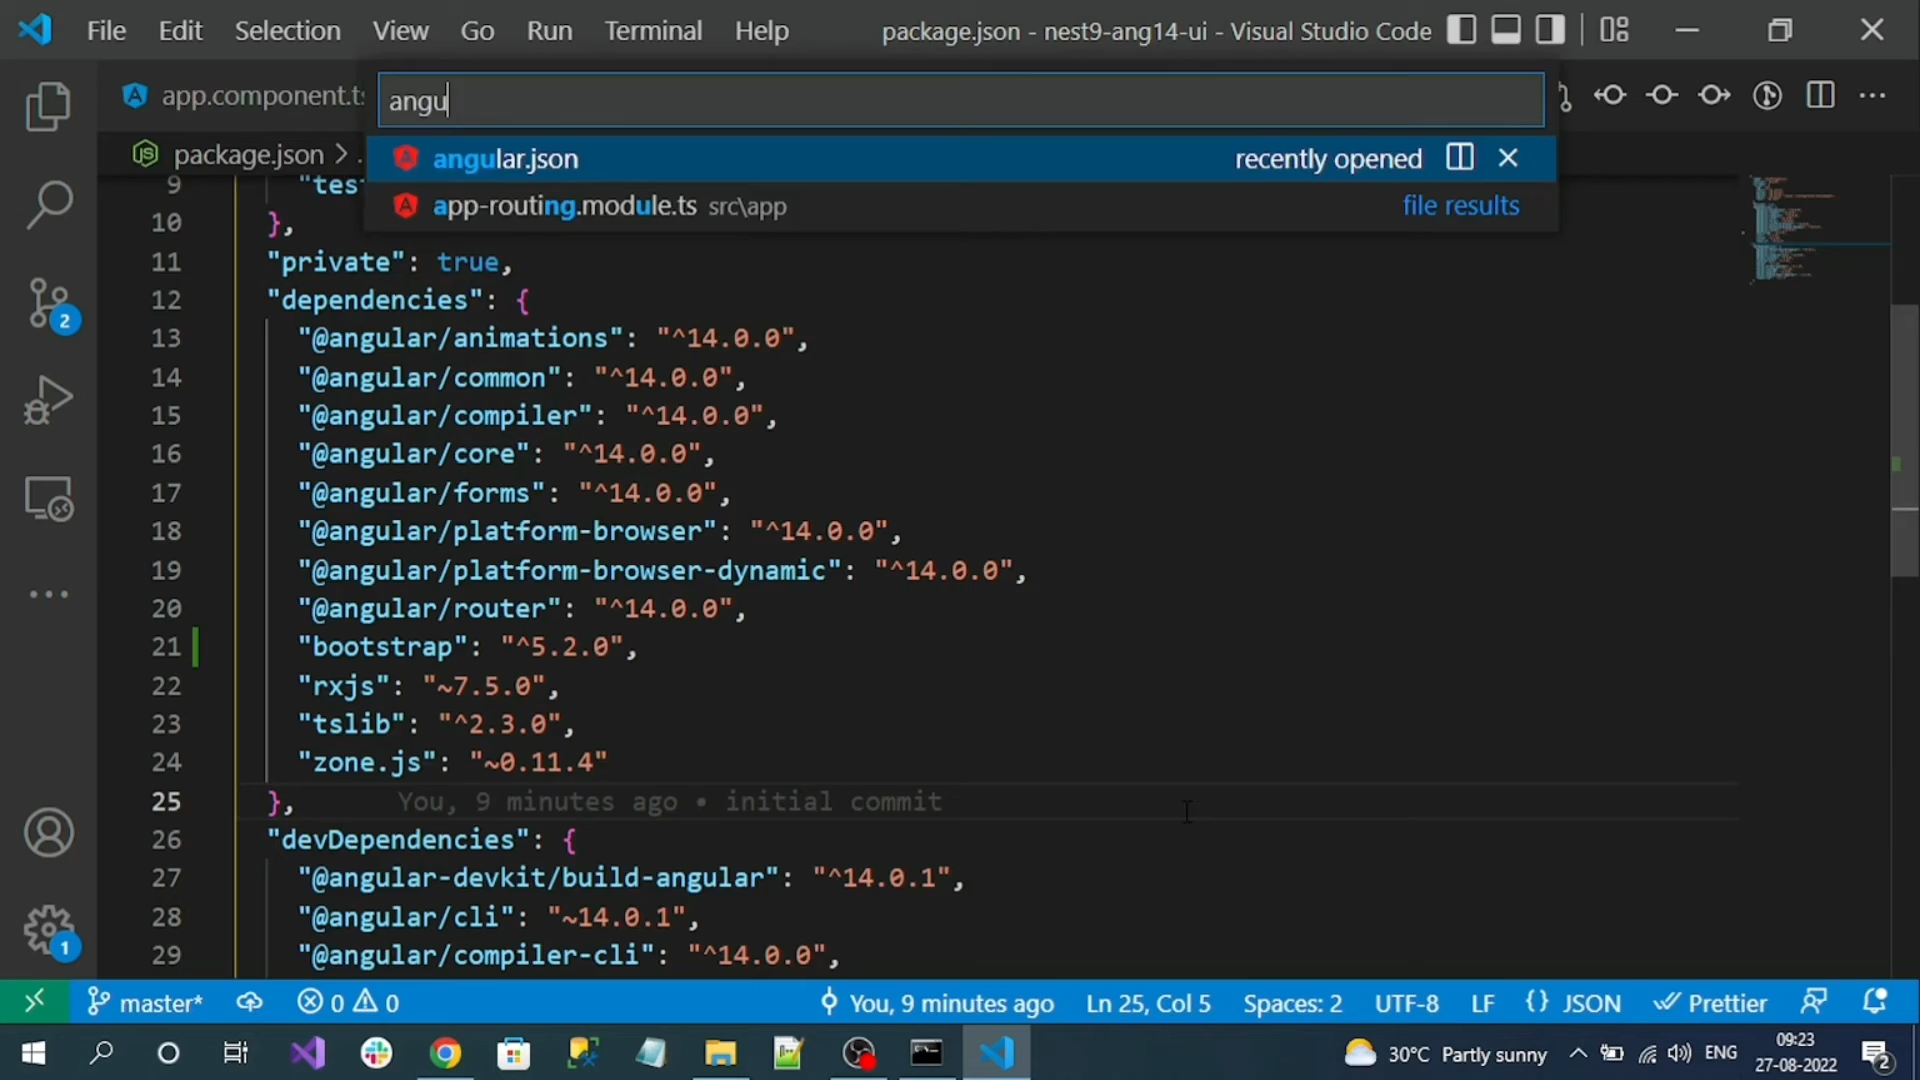 File Edit Selection View Go Run Terminal Help package.json - nest9-ang14-ui - Visual Studio Code
app.component.ts
angu
package.json > .
angular.json recently opened
app-routing.module.ts src\app file results
9 "tes
10 },
11 "private": true,
12 "dependencies": {
13 "@angular/animations": "^14.0.0",
14 "@angular/common": "^14.0.0",
15 "@angular/compiler": "^14.0.0",
16 "@angular/core": "^14.0.0",
17 "@angular/forms": "^14.0.0",
18 "@angular/platform-browser": "^14.0.0",
19 "@angular/platform-browser-dynamic": "^14.0.0",
20 "@angular/router": "^14.0.0",
21 "bootstrap": "^5.2.0",
22 "rxjs": "~7.5.0",
23 "tslib": "^2.3.0",
24 "zone.js": "~0.11.4"
25 }, You, 9 minutes ago • initial commit
26 "devDependencies": {
27 "@angular-devkit/build-angular": "^14.0.1",
28 "@angular/cli": "~14.0.1",
29 "@angular/compiler-cli": "^14.0.0",
2
1
master* 0 0 You, 9 minutes ago Ln 25, Col 5 Spaces: 2 UTF-8 LF {} JSON Prettier
30°C Partly sunny ENG 09:23
27-08-2022 2